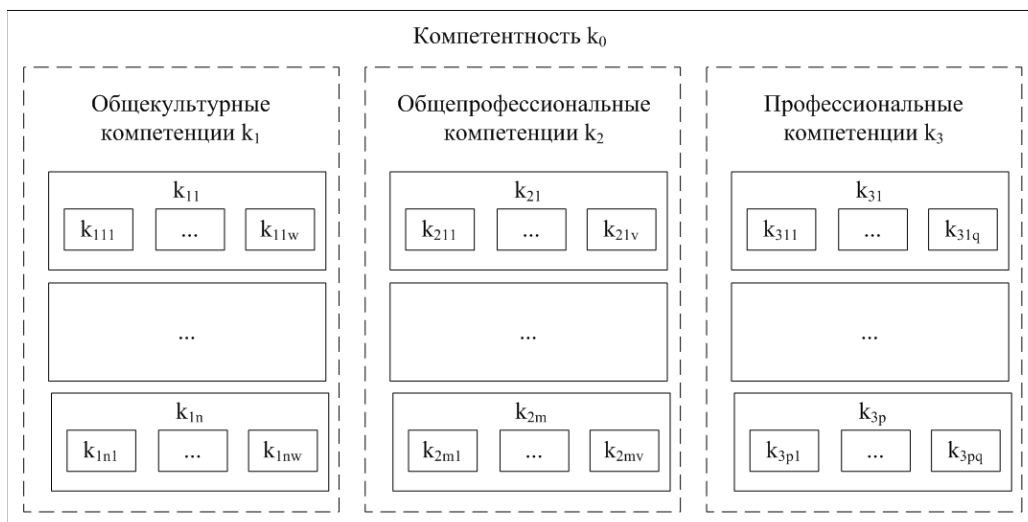 Компетентность k₀
Общекультурные
компетенции k₁
k₁₁
k₁₁₁ ... k₁₁w
...
k₁n
k₁n₁ ... k₁nw
Общепрофессиональные
компетенции k₂
k₂₁
k₂₁₁ ... k₂₁v
...
k₂m
k₂m₁ ... k₂mv
Профессиональные
компетенции k₃
k₃₁
k₃₁₁ ... k₃₁q
...
k₃p
k₃p₁ ... k₃pq